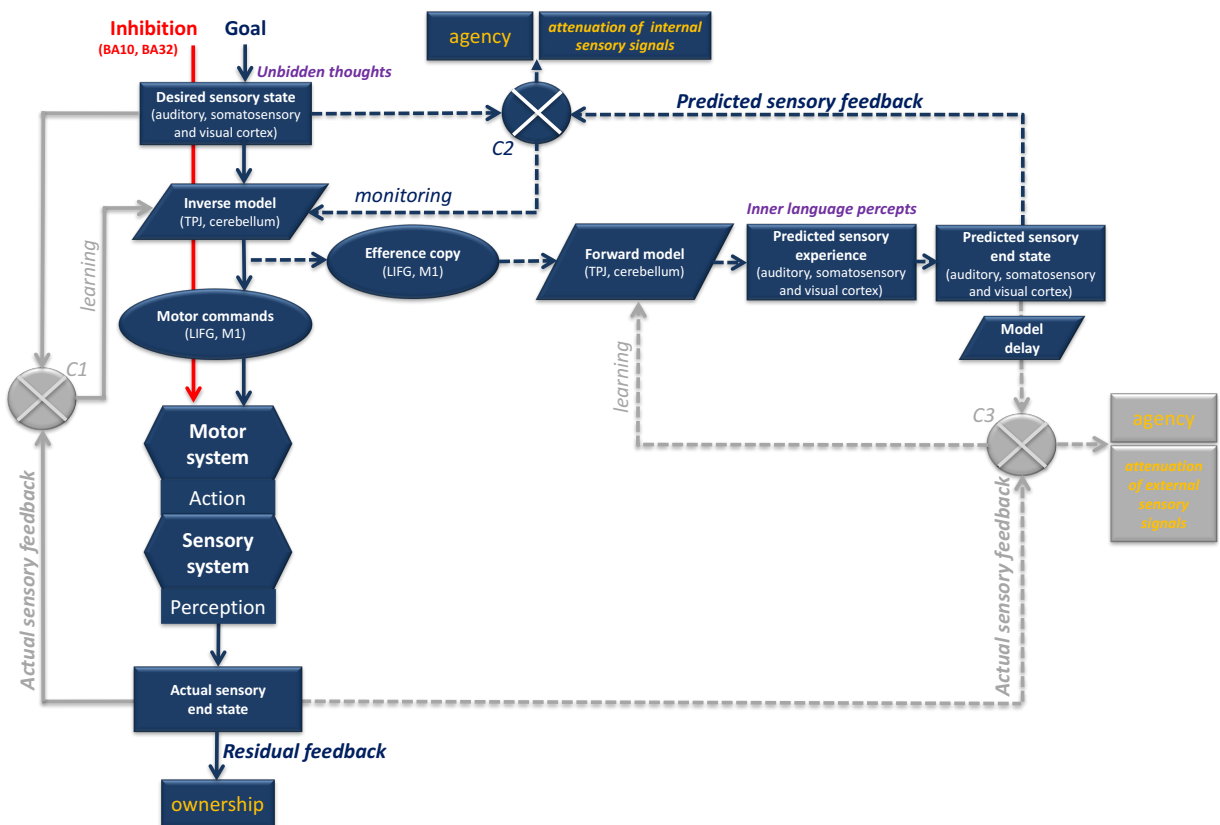 Inhibition
(BA10, BA32)
Goal
Unbidden thoughts
agency
attenuation of internal
sensory signals
Desired sensory state
(auditory, somatosensory
and visual cortex)
C2
Predicted sensory feedback
Inverse model
(TPJ, cerebellum)
monitoring
Inner language percepts
learning
Efference copy
(LIFG, M1)
Forward model
(TPJ, cerebellum)
Predicted sensory
experience
(auditory, somatosensory
and visual cortex)
Predicted sensory
end state
(auditory, somatosensory
and visual cortex)
Motor commands
(LIFG, M1)
Model
delay
C1
learning
C3
agency
attenuation
of external
sensory
signals
Motor
system
Action
Sensory
system
Perception
Actual sensory feedback
Actual sensory feedback
Actual sensory
end state
Residual feedback
ownership